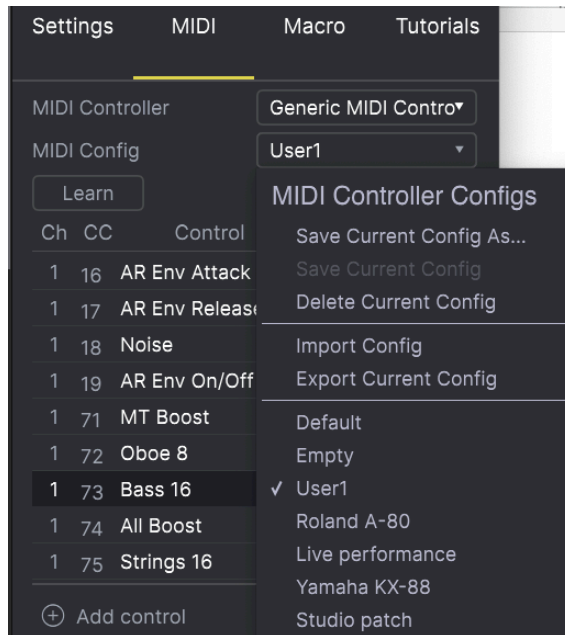 Settings MIDI Macro Tutorials
MIDI Controller Generic MIDI Contro
MIDI Config User1
Learn
Ch CC Control
1 16 AR Env Attack
1 17 AR Env Release
1 18 Noise
1 19 AR Env On/Off
1 71 MT Boost
1 72 Oboe 8
1 73 Bass 16
1 74 All Boost
1 75 Strings 16
Add control
MIDI Controller Configs
Save Current Config As...
Save Current Config
Delete Current Config
Import Config
Export Current Config
Default
Empty
✓ User1
Roland A-80
Live performance
Yamaha KX-88
Studio patch